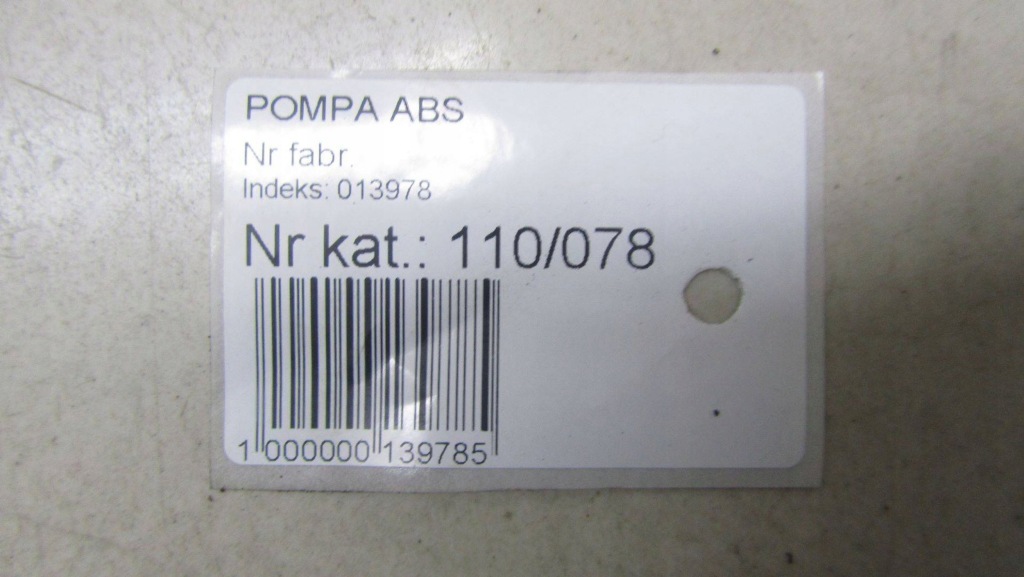 POMPA ABS
Nr fabr.
Indeks: 013978
Nr kat.: 110/078
1 000000 139785